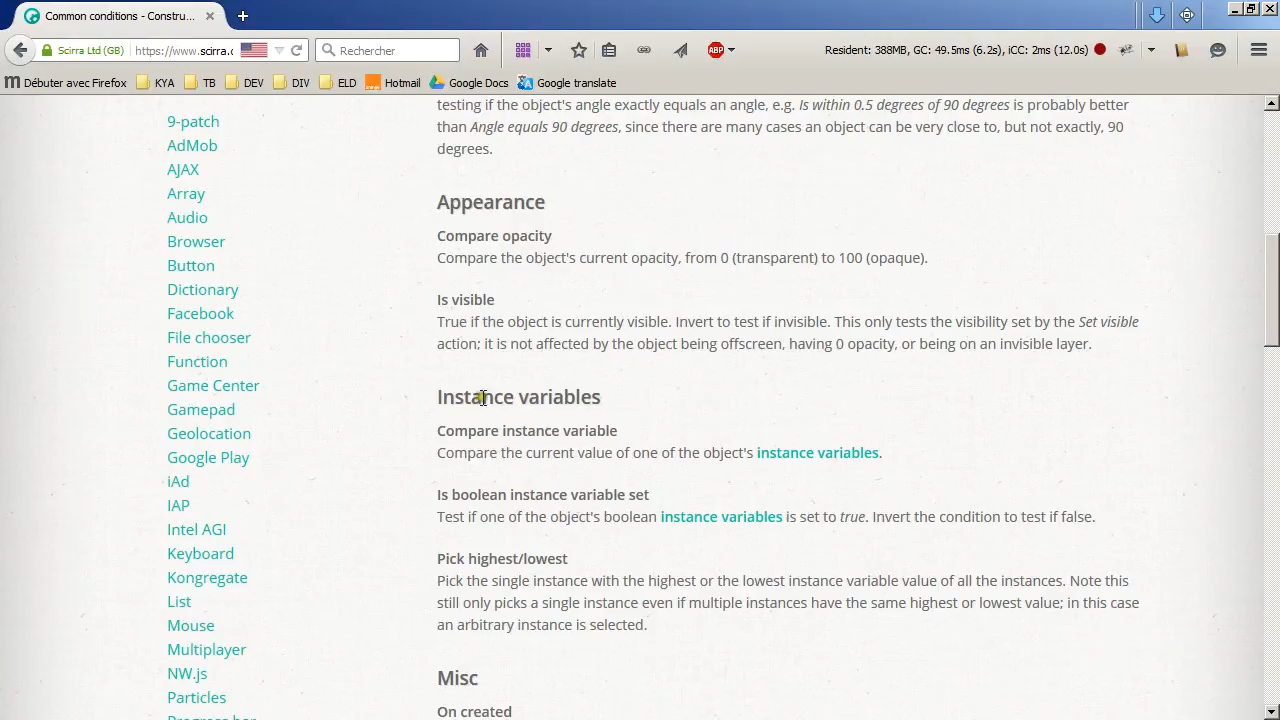 Common conditions - Constru...
Scirra Ltd (GB)
https://www.scirra.c
Rechercher
ABP
Resident: 388MB, GC: 49.5ms (6.2s), iCC: 2ms (12.0s)
Débuter avec Firefox
KYA
TB
DEV
DIV
ELD
Hotmail
Google Docs
Google translate
9-patch
AdMob
AJAX
Array
Audio
Browser
Button
Dictionary
Facebook
File chooser
Function
Game Center
Gamepad
Geolocation
Google Play
iAd
IAP
Intel AGI
Keyboard
Kongregate
List
Mouse
Multiplayer
NW.js
Particles
Progress bar
testing if the object's angle exactly equals an angle, e.g. Is within 0.5 degrees of 90 degrees is probably better
than Angle equals 90 degrees, since there are many cases an object can be very close to, but not exactly, 90
degrees.
Appearance
Compare opacity
Compare the object's current opacity, from 0 (transparent) to 100 (opaque).
Is visible
True if the object is currently visible. Invert to test if invisible. This only tests the visibility set by the Set visible
action; it is not affected by the object being offscreen, having 0 opacity, or being on an invisible layer.
Instance variables
Compare instance variable
Compare the current value of one of the object's instance variables.
Is boolean instance variable set
Test if one of the object's boolean instance variables is set to true. Invert the condition to test if false.
Pick highest/lowest
Pick the single instance with the highest or the lowest instance variable value of all the instances. Note this
still only picks a single instance even if multiple instances have the same highest or lowest value; in this case
an arbitrary instance is selected.
Misc
On created